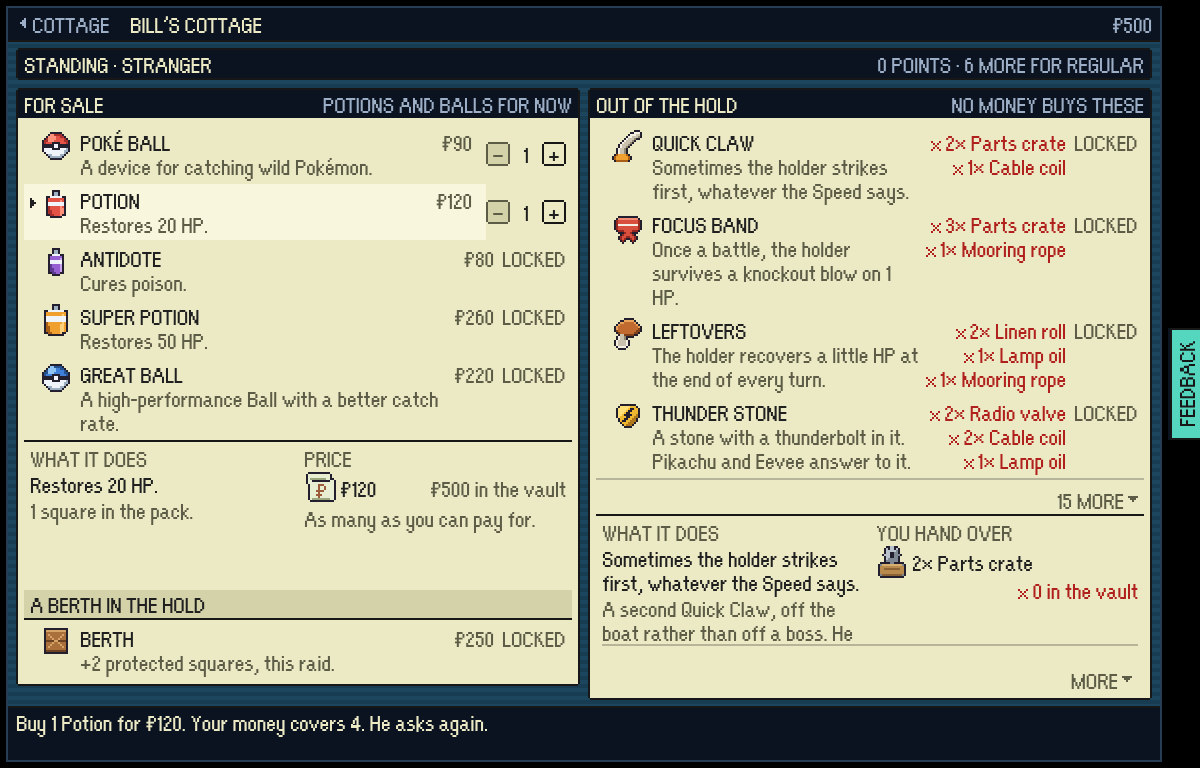 COTTAGE BILL'S COTTAGE ₽500
STANDING · STRANGER 0 POINTS · 6 MORE FOR REGULAR
FOR SALE POTIONS AND BALLS FOR NOW
POKÉ BALL ₽90 − 1 +
A device for catching wild Pokémon.
POTION ₽120 − 1 +
Restores 20 HP.
ANTIDOTE ₽80 LOCKED
Cures poison.
SUPER POTION ₽260 LOCKED
Restores 50 HP.
GREAT BALL ₽220 LOCKED
A high-performance Ball with a better catch
rate.
WHAT IT DOES PRICE
Restores 20 HP. ₽120 ₽500 in the vault
1 square in the pack. As many as you can pay for.
A BERTH IN THE HOLD
BERTH ₽250 LOCKED
+2 protected squares, this raid.
OUT OF THE HOLD NO MONEY BUYS THESE
QUICK CLAW × 2× Parts crate LOCKED
Sometimes the holder strikes × 1× Cable coil
first, whatever the Speed says.
FOCUS BAND × 3× Parts crate LOCKED
Once a battle, the holder × 1× Mooring rope
survives a knockout blow on 1
HP.
LEFTOVERS × 2× Linen roll LOCKED
The holder recovers a little HP at × 1× Lamp oil
the end of every turn. × 1× Mooring rope
THUNDER STONE × 2× Radio valve LOCKED
A stone with a thunderbolt in it. × 2× Cable coil
Pikachu and Eevee answer to it. × 1× Lamp oil
15 MORE
WHAT IT DOES YOU HAND OVER
Sometimes the holder strikes 2× Parts crate
first, whatever the Speed says. × 0 in the vault
A second Quick Claw, off the
boat rather than off a boss. He
MORE
Buy 1 Potion for ₽120. Your money covers 4. He asks again.
FEEDBACK